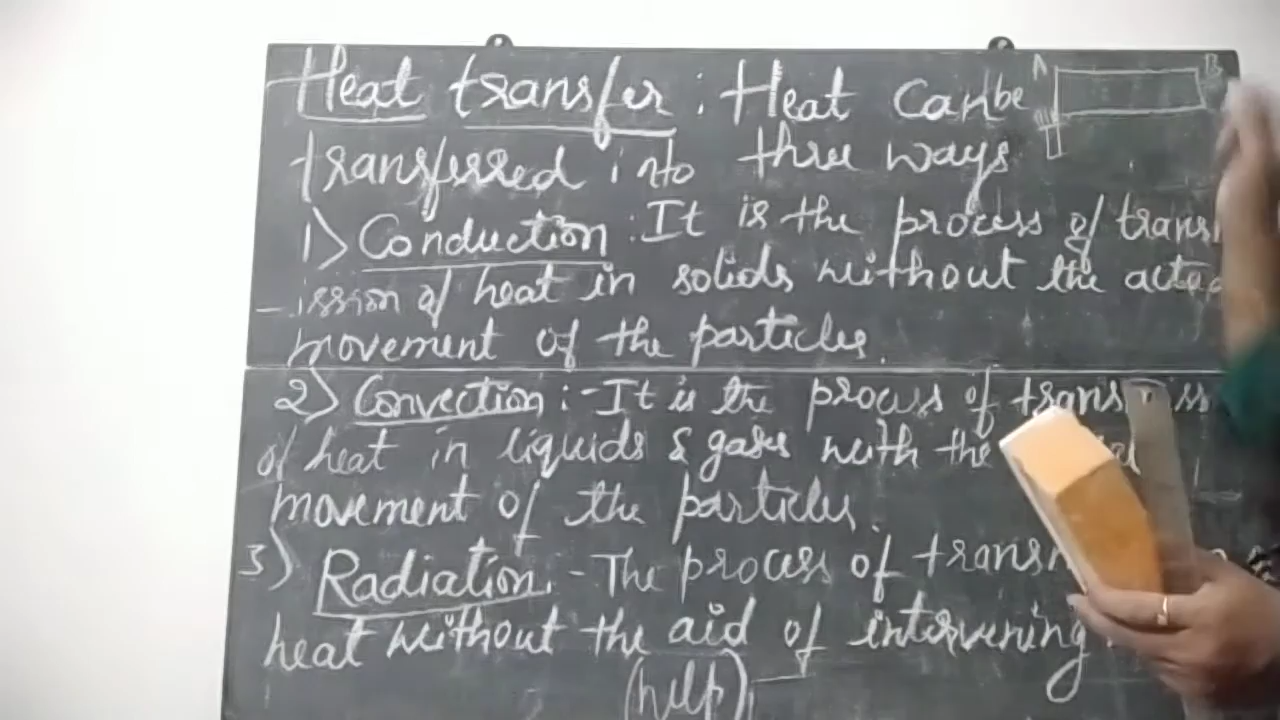 Heat transfer : Heat can be
A B
transferred into three ways
1) Conduction : It is the process of transm
-ission of heat in solids without the actua
movement of the particles.
2) Convection :- It is the process of transmiss
of heat in liquids & gases with the
movement of the particles.
3) Radiation. - The process of transm
heat without the aid of intervening
(help)